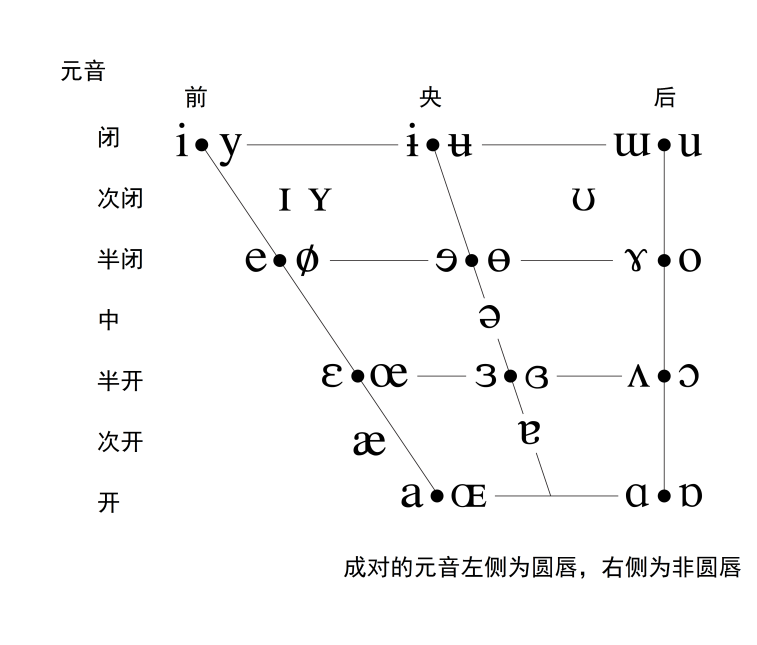 元音
前 央 后
闭 i y ɨ ʉ ɯ u
次闭 ɪ ʏ ʊ
半闭 e ø ɘ ɵ ɤ o
中 ə
半开 ɛ œ ɜ ɞ ʌ ɔ
次开 æ ɐ
开 a ɶ ɑ ɒ
成对的元音左侧为圆唇，右侧为非圆唇